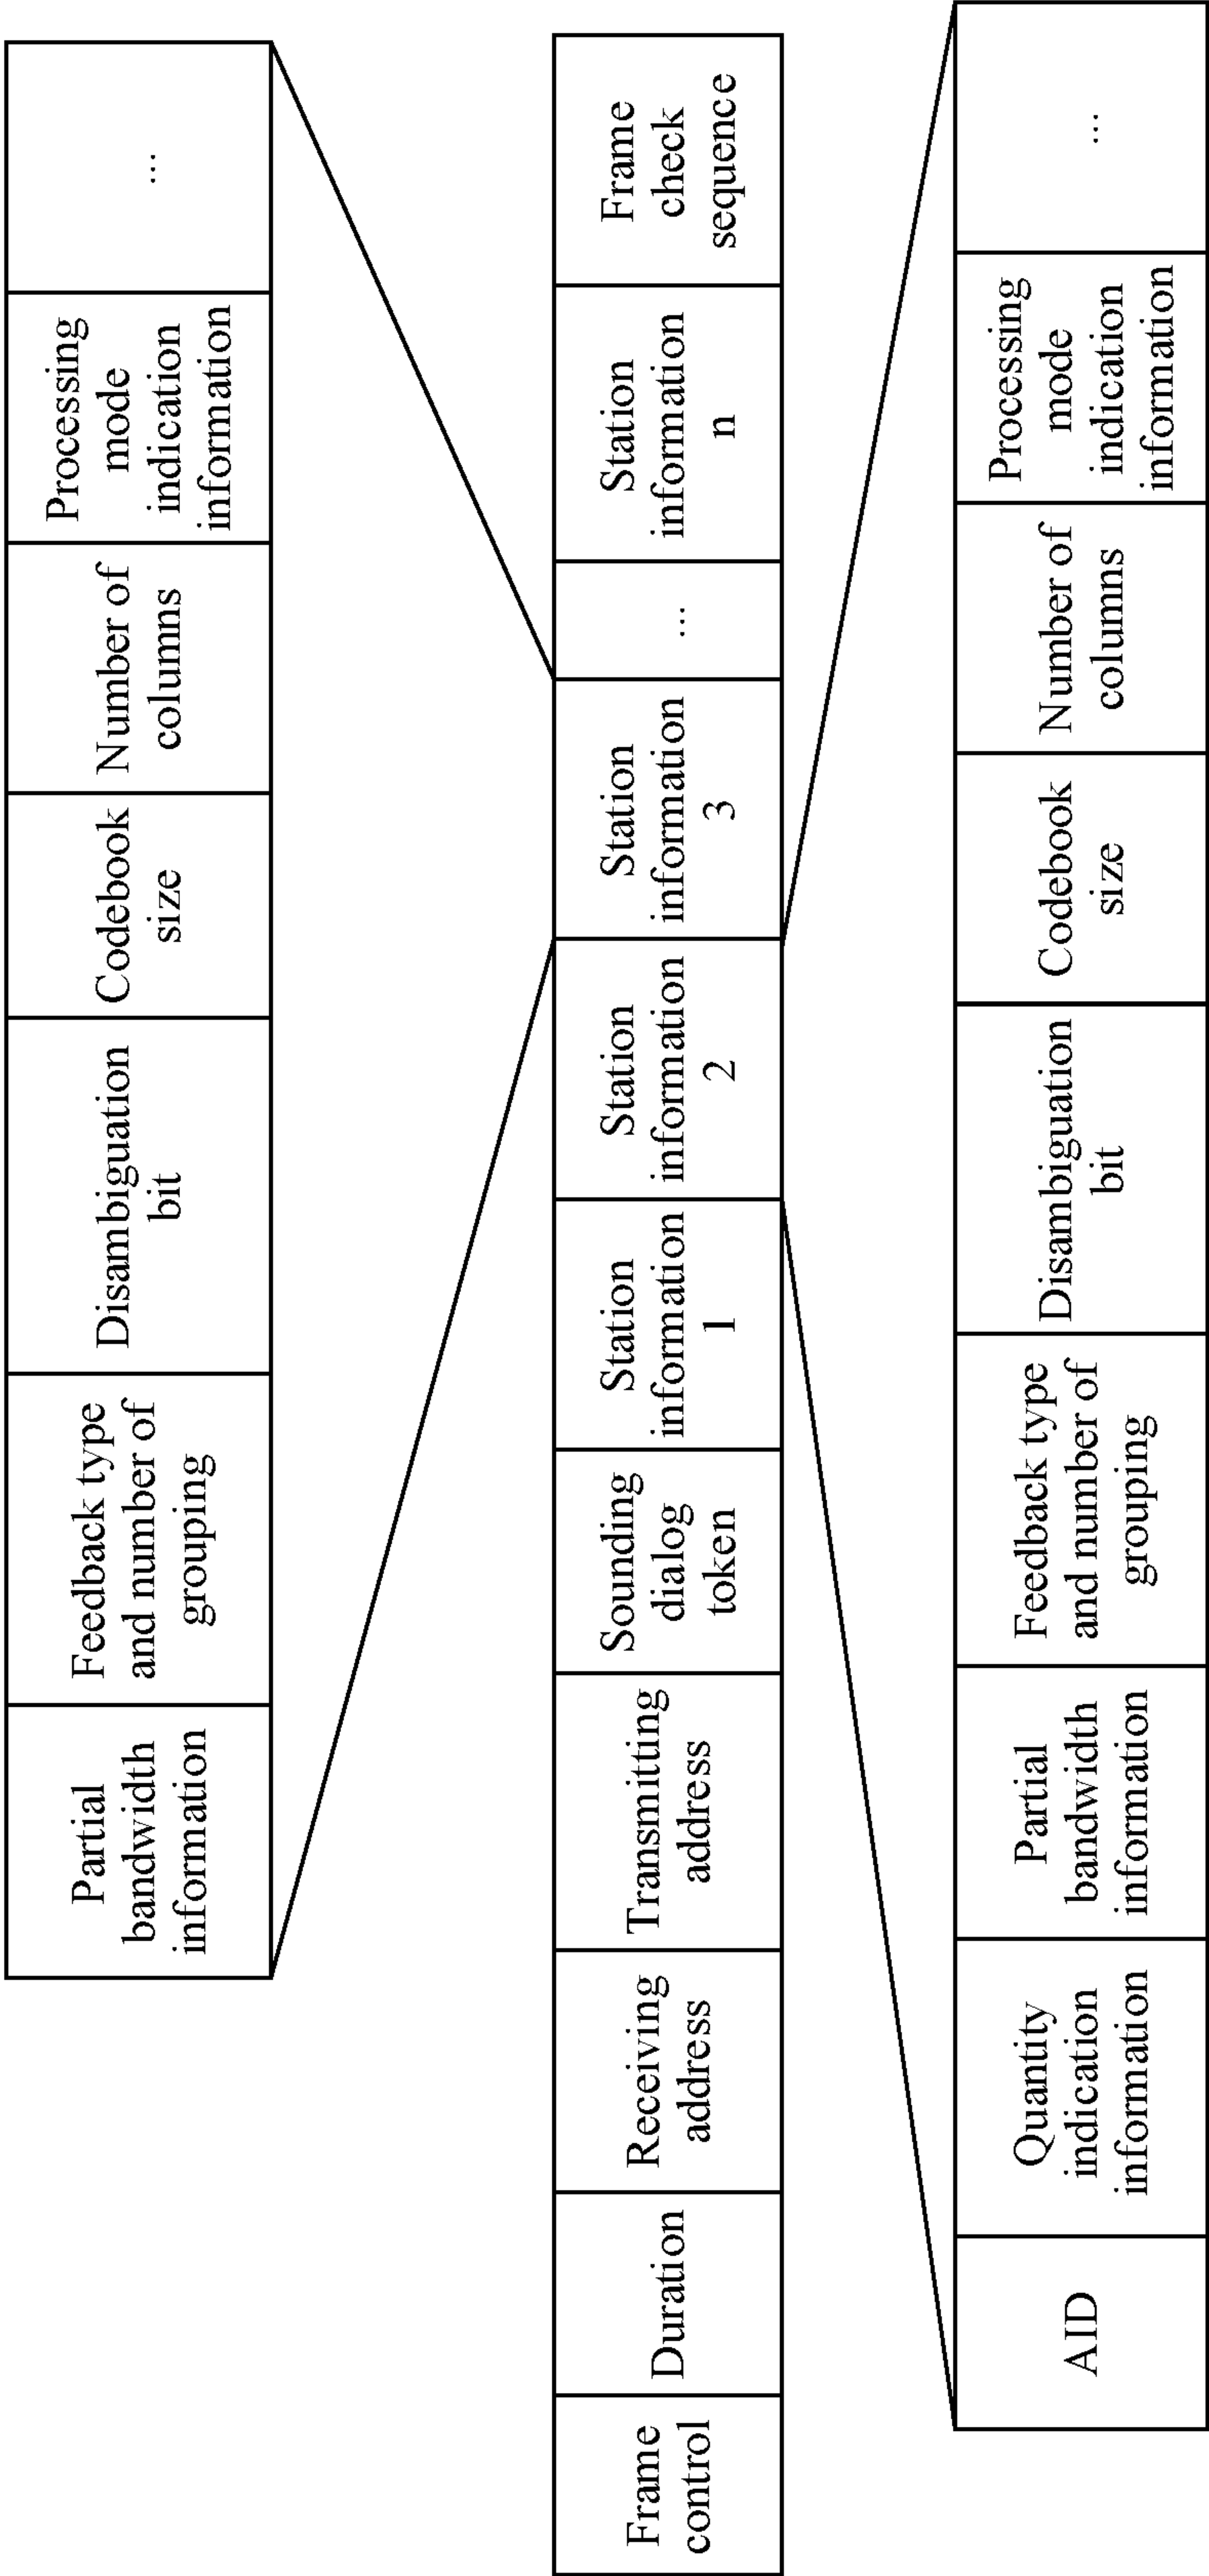 Partial
bandwidth
information
Feedback type
and number of
grouping
Disambiguation
bit
Codebook
size
Number of
columns
Processing
mode
indication
information
...
Frame
control
Duration
Receiving
address
Transmitting
address
Sounding
dialog
token
Station
information
1
Station
information
2
Station
information
3
...
Station
information
n
Frame
check
sequence
AID
Quantity
indication
information
Partial
bandwidth
information
Feedback type
and number of
grouping
Disambiguation
bit
Codebook
size
Number of
columns
Processing
mode
indication
information
...